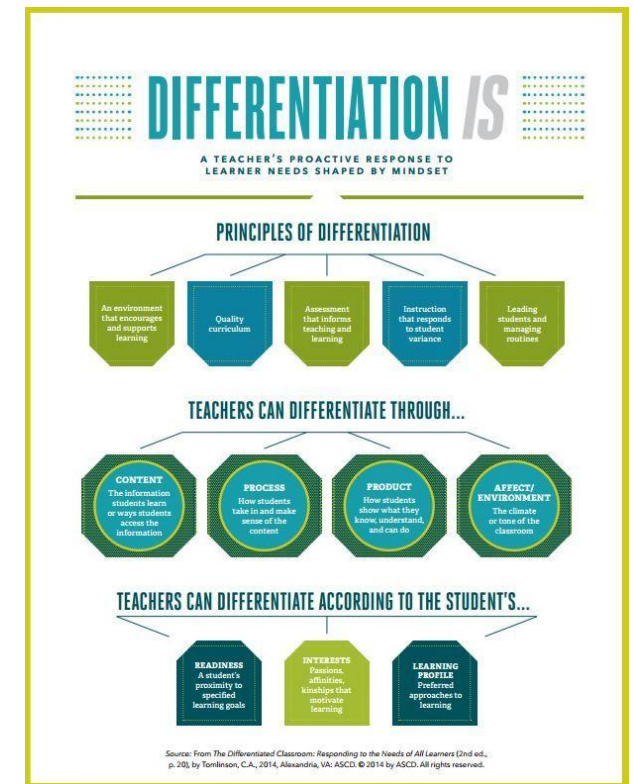 DIFFERENTIATION IS
A TEACHER'S PROACTIVE RESPONSE TO
LEARNER NEEDS SHAPED BY MINDSET
PRINCIPLES OF DIFFERENTIATION
An environment
that encourages
and supports
learning
Quality
curriculum
Assessment
that informs
teaching and
learning
Instruction
that responds
to student
variance
Leading
students and
managing
routines
TEACHERS CAN DIFFERENTIATE THROUGH...
CONTENT
The information
students learn
or ways students
access the
information
PROCESS
How students
take in and make
sense of the
content
PRODUCT
How students
show what they
know, understand,
and can do
AFFECT/
ENVIRONMENT
The climate
or tone of the
classroom
TEACHERS CAN DIFFERENTIATE ACCORDING TO THE STUDENT'S...
READINESS
A student's
proximity to
specified
learning goals
INTERESTS
Passions,
affinities,
kinships that
motivate
learning
LEARNING
PROFILE
Preferred
approaches to
learning
Source: From The Differentiated Classroom: Responding to the Needs of All Learners (2nd ed.,
p. 20), by Tomlinson, C.A., 2014, Alexandria, VA: ASCD. © 2014 by ASCD. All rights reserved.